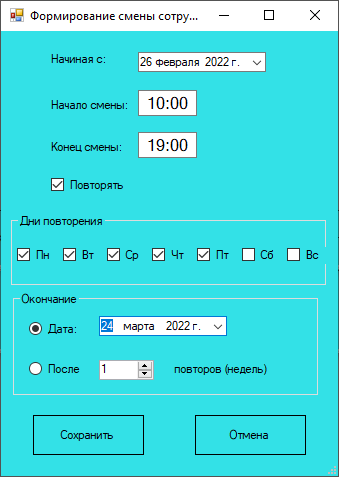 Формирование смены сотру...
Начиная с: 26 февраля 2022 г.
Начало смены: 10:00
Конец смены: 19:00
Повторять
Дни повторения
Пн Вт Ср Чт Пт Сб Вс
Окончание
Дата: 24 марта 2022 г.
После 1 повторов (недель)
Сохранить Отмена